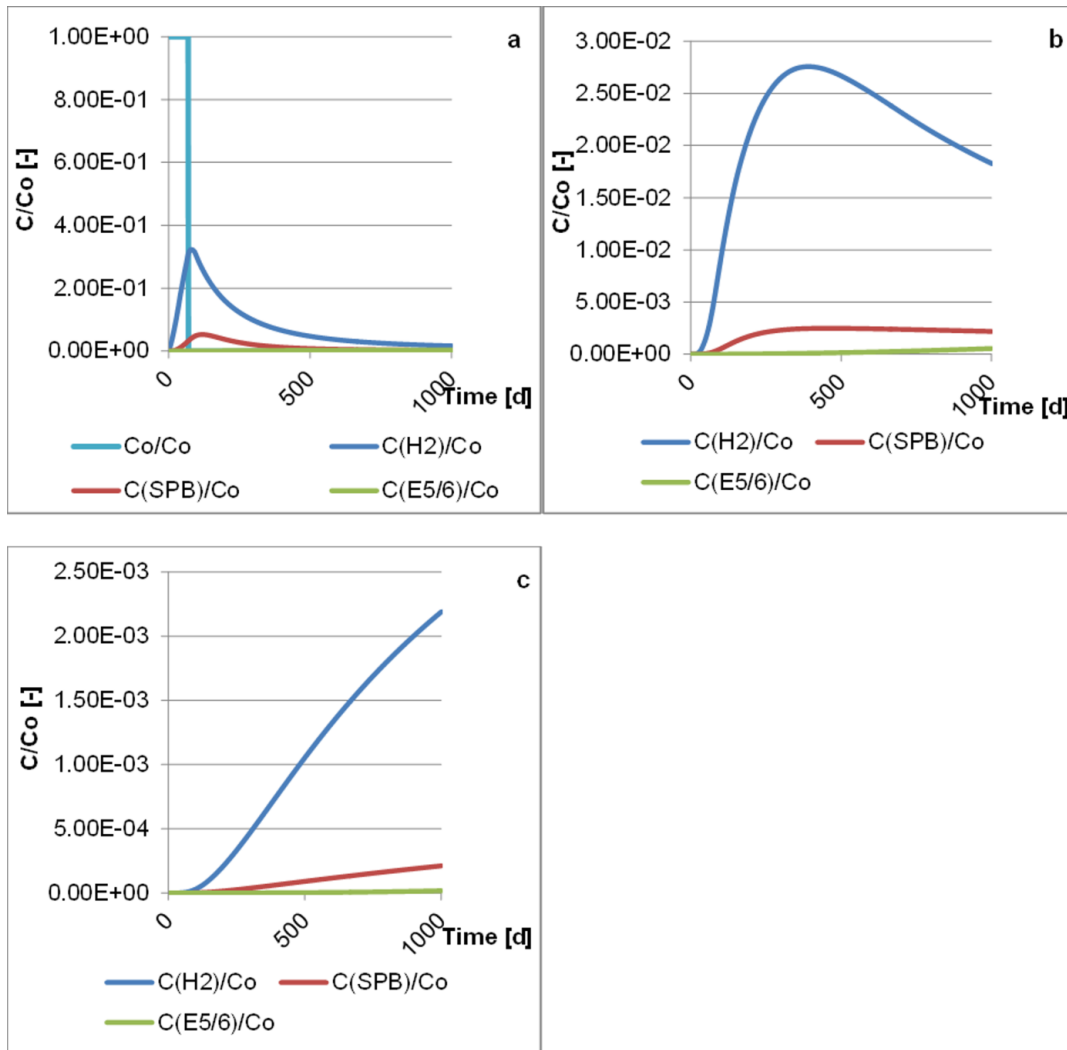 a
1.00E+00
8.00E-01
6.00E-01
4.00E-01
2.00E-01
0.00E+00
C/Co [-]
0
500
1000
Time [d]
Co/Co
C(H2)/Co
C(SPB)/Co
C(E5/6)/Co
b
3.00E-02
2.50E-02
2.00E-02
1.50E-02
1.00E-02
5.00E-03
0.00E+00
C/Co [-]
0
500
1000
Time [d]
C(H2)/Co
C(SPB)/Co
C(E5/6)/Co
c
2.50E-03
2.00E-03
1.50E-03
1.00E-03
5.00E-04
0.00E+00
C/Co [-]
0
500
1000
Time [d]
C(H2)/Co
C(SPB)/Co
C(E5/6)/Co